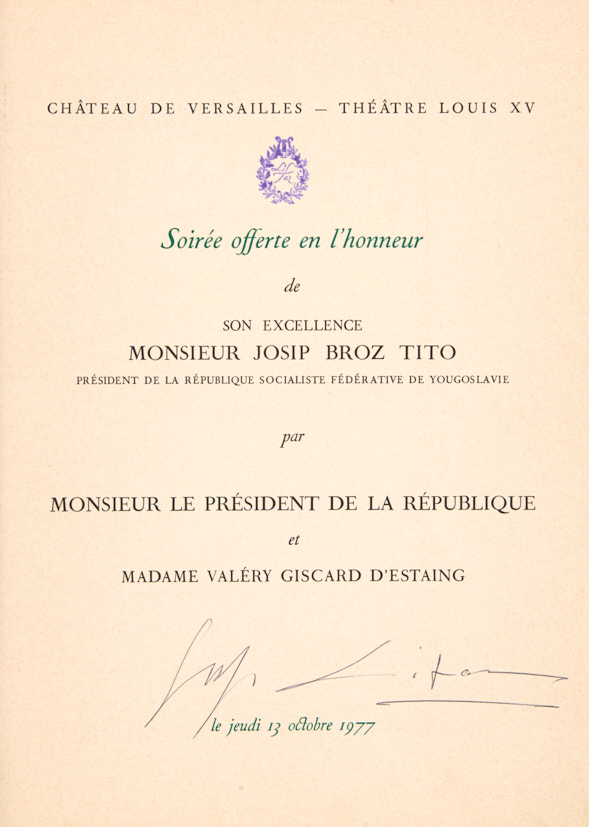 CHÂTEAU DE VERSAILLES — THÉÂTRE LOUIS XV
Soirée offerte en l'honneur
de
SON EXCELLENCE
MONSIEUR JOSIP BROZ TITO
PRÉSIDENT DE LA RÉPUBLIQUE SOCIALISTE FÉDÉRATIVE DE YOUGOSLAVIE
par
MONSIEUR LE PRÉSIDENT DE LA RÉPUBLIQUE
et
MADAME VALÉRY GISCARD D'ESTAING
le jeudi 13 octobre 1977